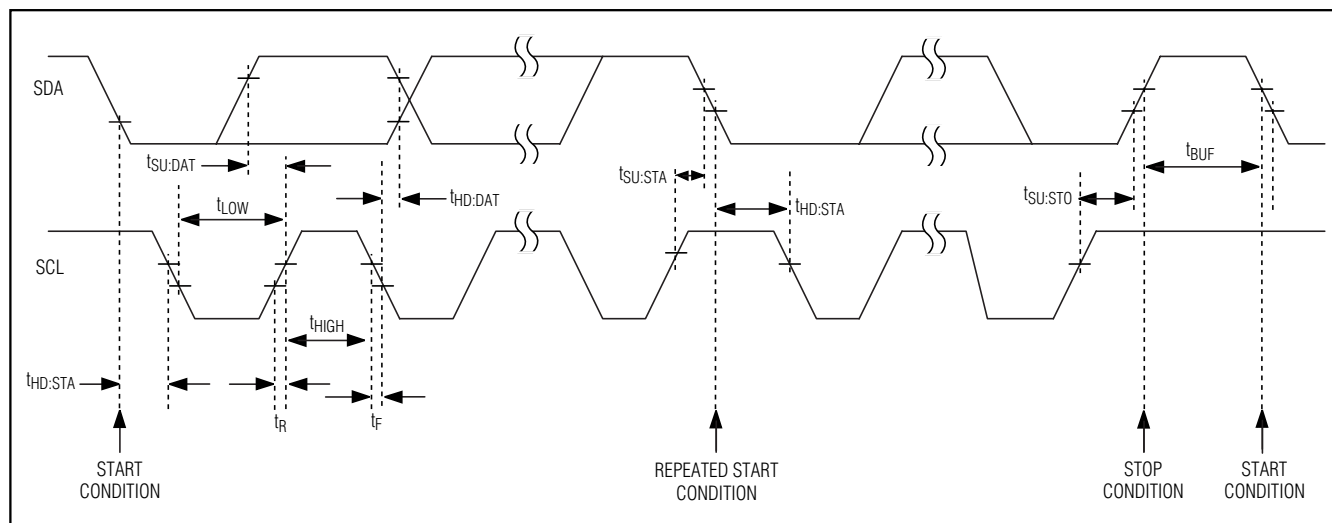 SDA
tSU:DAT
tLOW
tHD:DAT
tSU:STA
tHD:STA
tBUF
tSU:STO
SCL
tHIGH
tHD:STA
tR
tF
START
CONDITION
REPEATED START
CONDITION
STOP
CONDITION
START
CONDITION